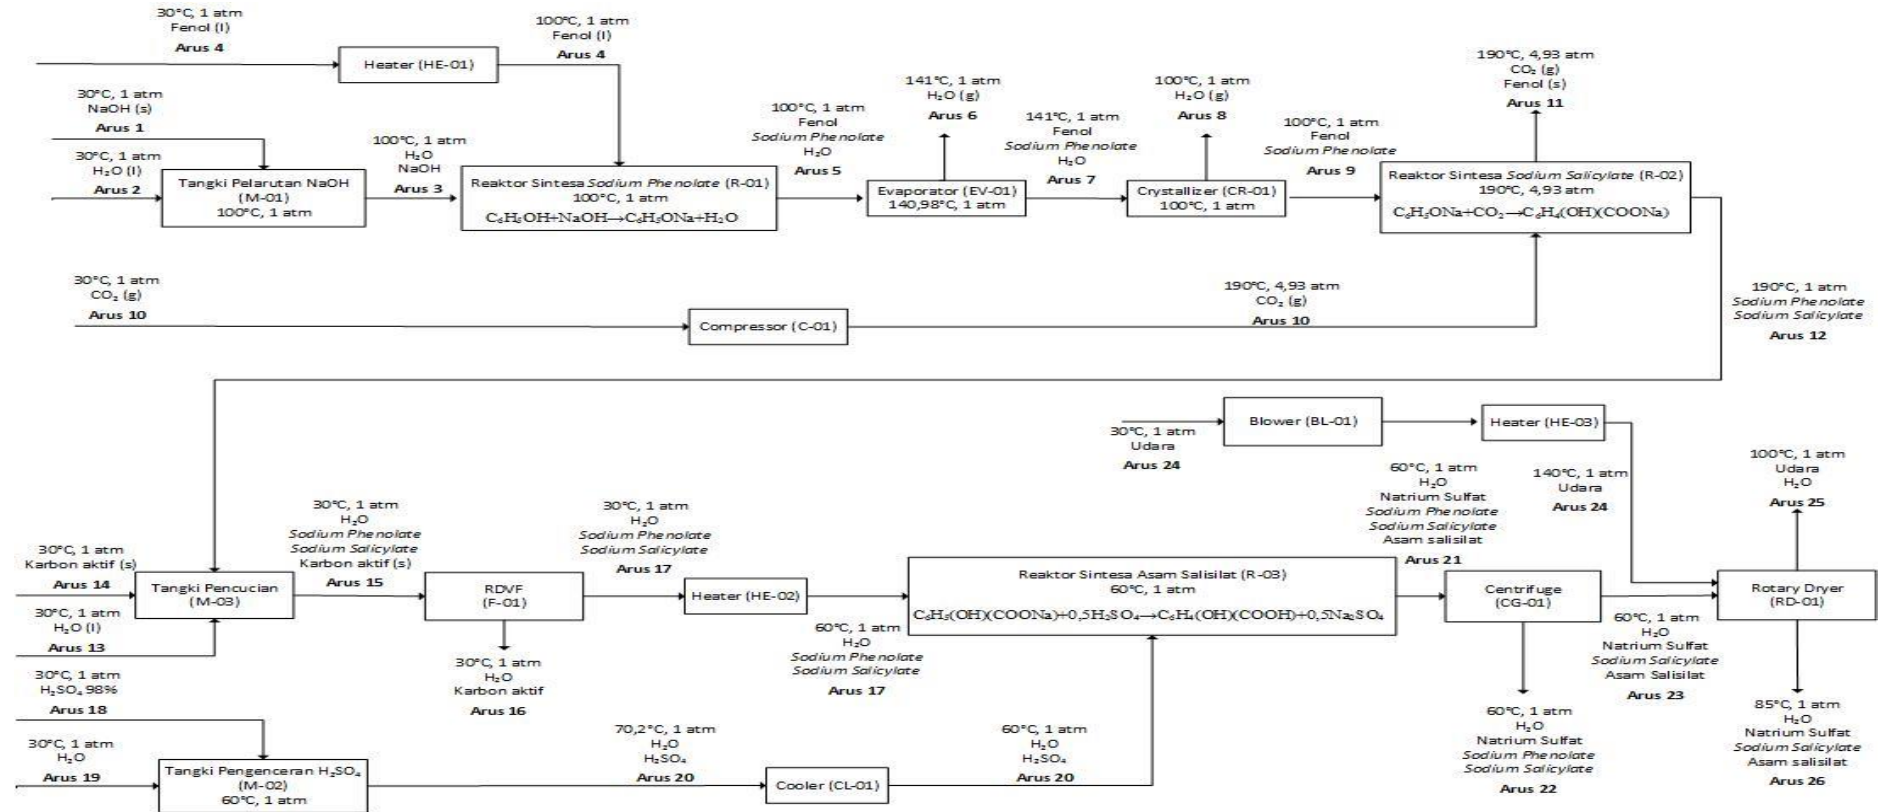 30°C, 1 atm
Fenol (l)
Arus 4
Heater (HE-01)
100°C, 1 atm
Fenol (l)
Arus 4
30°C, 1 atm
NaOH (s)
Arus 1
30°C, 1 atm
H₂O (l)
Arus 2
Tangki Pelarutan NaOH
(M-01)
100°C, 1 atm
100°C, 1 atm
H₂O
NaOH
Arus 3
Reaktor Sintesa Sodium Phenolate (R-01)
100°C, 1 atm
C₆H₅OH+NaOH→C₆H₅ONa+H₂O
100°C, 1 atm
Fenol
Sodium Phenolate
H₂O
Arus 5
141°C, 1 atm
H₂O (g)
Arus 6
Evaporator (EV-01)
140,98°C, 1 atm
141°C, 1 atm
Fenol
Sodium Phenolate
H₂O
Arus 7
100°C, 1 atm
H₂O (g)
Arus 8
Crystallizer (CR-01)
100°C, 1 atm
100°C, 1 atm
Fenol
Sodium Phenolate
Arus 9
190°C, 4,93 atm
CO₂ (g)
Fenol (s)
Arus 11
Reaktor Sintesa Sodium Salicylate (R-02)
190°C, 4,93 atm
C₆H₅ONa+CO₂→C₆H₄(OH)(COONa)
30°C, 1 atm
CO₂ (g)
Arus 10
Compressor (C-01)
190°C, 4,93 atm
CO₂ (g)
Arus 10
190°C, 1 atm
Sodium Phenolate
Sodium Salicylate
Arus 12
30°C, 1 atm
Udara
Arus 24
Blower (BL-01)
Heater (HE-03)
140°C, 1 atm
Udara
Arus 24
100°C, 1 atm
Udara
H₂O
Arus 25
30°C, 1 atm
Karbon aktif (s)
Arus 14
30°C, 1 atm
H₂O (l)
Arus 13
Tangki Pencucian
(M-03)
30°C, 1 atm
H₂O
Sodium Phenolate
Sodium Salicylate
Karbon aktif (s)
Arus 15
RDVF
(F-01)
30°C, 1 atm
H₂O
Karbon aktif
Arus 16
30°C, 1 atm
H₂O
Sodium Phenolate
Sodium Salicylate
Arus 17
Heater (HE-02)
60°C, 1 atm
H₂O
Sodium Phenolate
Sodium Salicylate
Arus 17
Reaktor Sintesa Asam Salisilat (R-03)
60°C, 1 atm
C₆H₅(OH)(COONa)+0,5H₂SO₄→C₆H₄(OH)(COOH)+0,5Na₂SO₄
60°C, 1 atm
H₂O
Natrium Sulfat
Sodium Phenolate
Sodium Salicylate
Asam salisilat
Arus 21
Centrifuge
(CG-01)
60°C, 1 atm
H₂O
Natrium Sulfat
Sodium Phenolate
Sodium Salicylate
Arus 22
60°C, 1 atm
H₂O
Natrium Sulfat
Sodium Salicylate
Asam Salisilat
Arus 23
Rotary Dryer
(RD-01)
85°C, 1 atm
H₂O
Natrium Sulfat
Sodium Salicylate
Asam salisilat
Arus 26
30°C, 1 atm
H₂SO₄ 98%
Arus 18
30°C, 1 atm
H₂O
Arus 19
Tangki Pengenceran H₂SO₄
(M-02)
60°C, 1 atm
70,2°C, 1 atm
H₂O
H₂SO₄
Arus 20
Cooler (CL-01)
60°C, 1 atm
H₂O
H₂SO₄
Arus 20